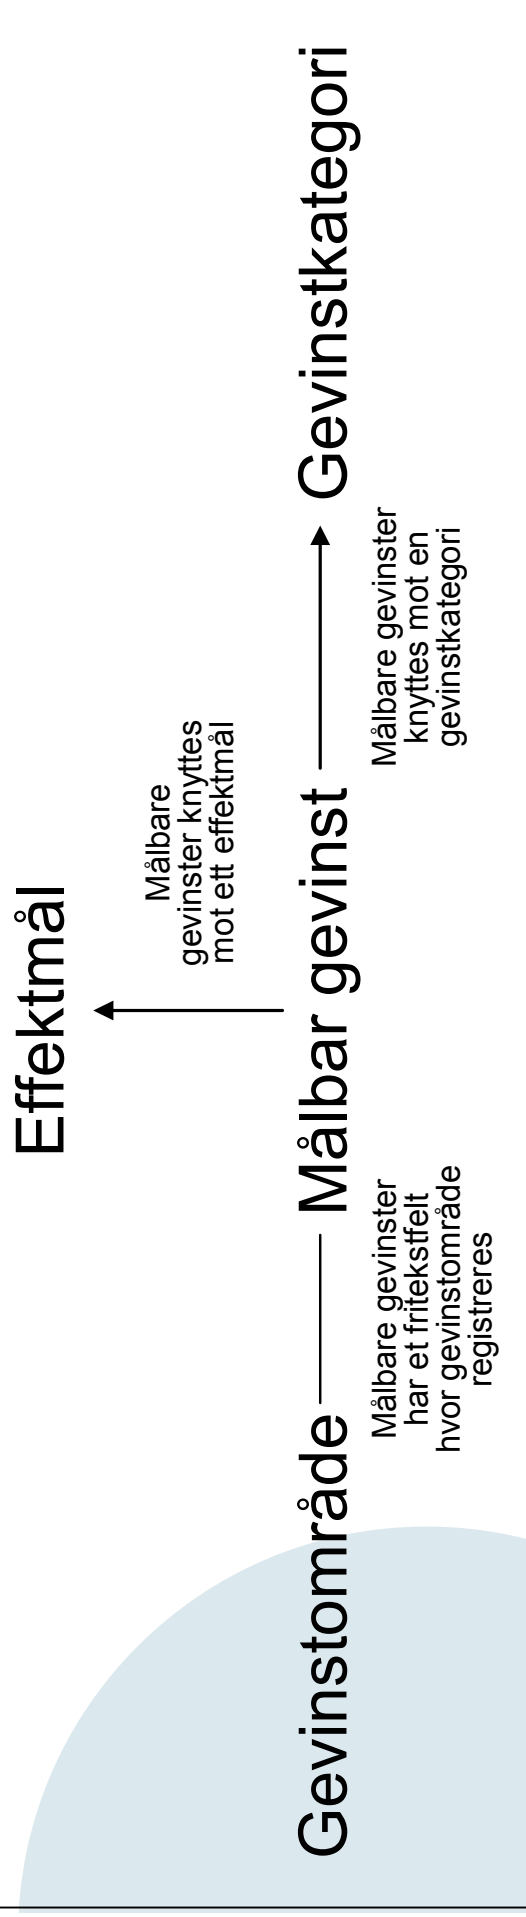 Effektmål
Målbare
gevinster knyttes
mot ett effektmål
Gevinstområde
Målbar gevinst
Gevinstkategori
Målbare gevinster
har et fritekstfelt
hvor gevinstområde
registreres
Målbare gevinster
knyttes mot en
gevinstkategori